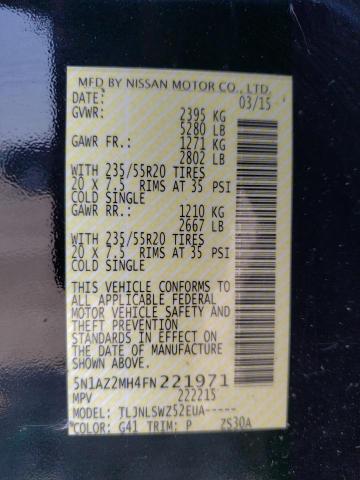 MFD BY NISSAN MOTOR CO., LTD.
DATE: 03/15
GVWR: 2395 KG
5280 LB
GAWR FR.: 1271 KG
2802 LB
WITH 235/55R20 TIRES
20 X 7.5 RIMS AT 35 PSI
COLD SINGLE
GAWR RR.: 1210 KG
2667 LB
WITH 235/55R20 TIRES
20 X 7.5 RIMS AT 35 PSI
COLD SINGLE
THIS VEHICLE CONFORMS TO
ALL APPLICABLE FEDERAL
MOTOR VEHICLE SAFETY AND
THEFT PREVENTION
STANDARDS IN EFFECT ON
THE DATE OF MANUFACTURE
SHOWN ABOVE.
5N1AZ2MH4FN221971
MPV 222215
MODEL: TLJNLSWZ52EUA-----
COLOR: G41 TRIM: P ZS30A